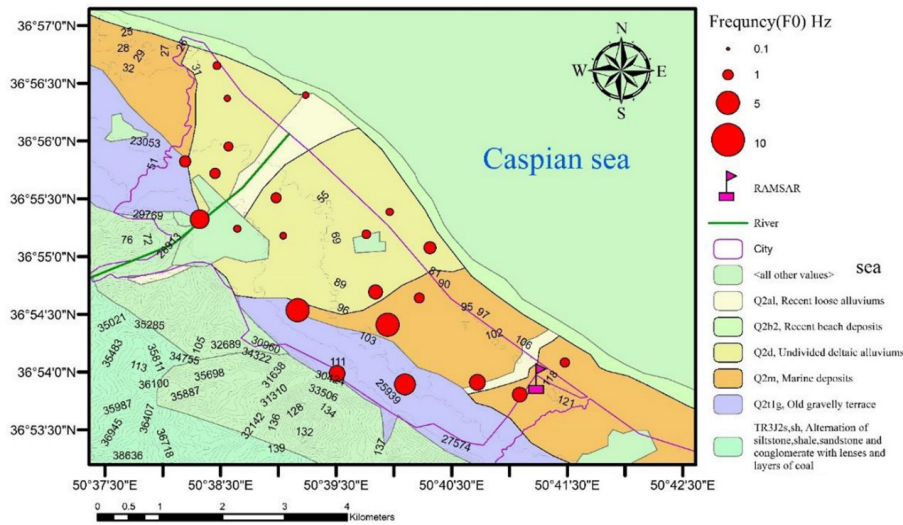 36°57'0"N
36°56'30"N
36°56'0"N
36°55'30"N
36°55'0"N
36°54'30"N
36°54'0"N
36°53'30"N
50°37'30"E
50°38'30"E
50°39'30"E
50°40'30"E
50°41'30"E
50°42'30"E
0 0.5 1 2 3 4
Kilometers
N
W
E
S
Caspian sea
25
28
29
27
26
32
31
23053
51
29769
76
72
28913
55
69
89
81
90
96
95
97
103
102
106
118
121
111
30424
25939
27574
137
35021
35285
35483
35811
34755
105
32689
34322
30960
113
35698
31638
36100
35887
31310
33506
35987
36407
32142
136
128
134
36945
36718
132
139
38636
Frequncy(F0) Hz
0.1
1
5
10
RAMSAR
River
City
<all other values>
sea
Q2al, Recent loose alluviums
Q2b2, Recent beach deposits
Q2d, Undivided deltaic alluviums
Q2m, Marine deposits
Q2t1g, Old gravelly terrace
TR3J2s,sh, Alternation of
siltstone,shale,sandstone and
conglomerate with lenses and
layers of coal